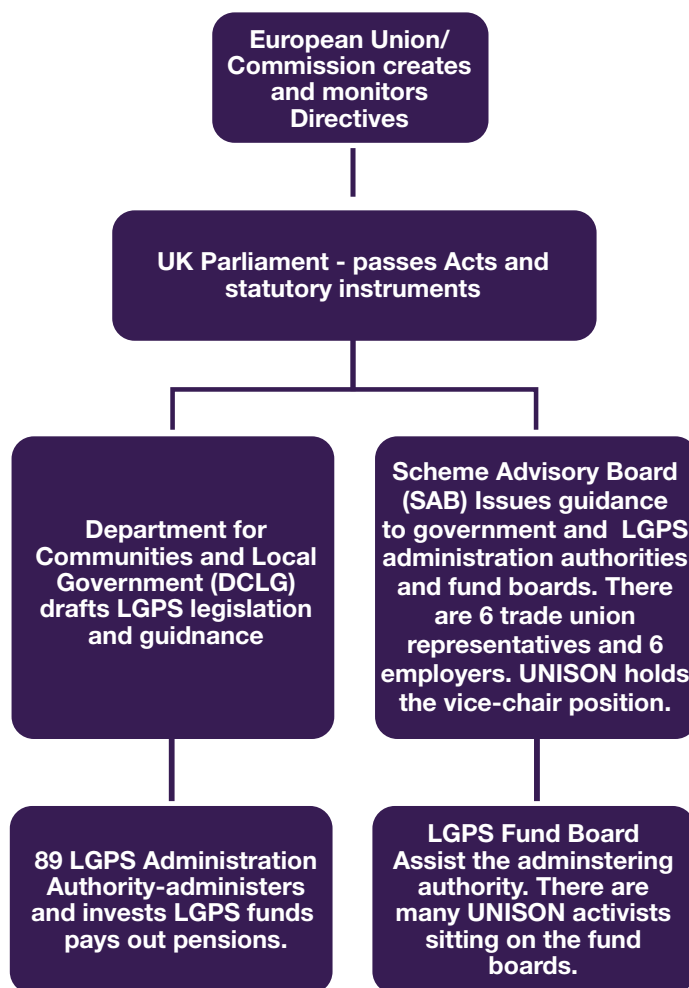 European Union/
Commission creates
and monitors
Directives
UK Parliament - passes Acts and
statutory instruments
Department for
Communities and Local
Government (DCLG)
drafts LGPS legislation
and guidnance
Scheme Advisory Board
(SAB) Issues guidance
to government and LGPS
administration authorities
and fund boards. There
are 6 trade union
representatives and 6
employers. UNISON holds
the vice-chair position.
89 LGPS Administration
Authority-administers
and invests LGPS funds
pays out pensions.
LGPS Fund Board
Assist the adminstering
authority. There are
many UNISON activists
sitting on the fund
boards.